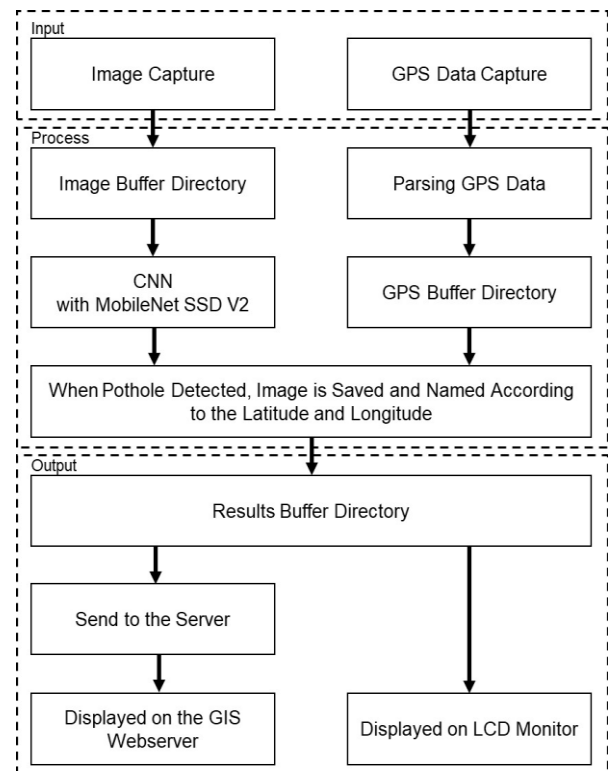 Input
Image Capture
GPS Data Capture
Process
Image Buffer Directory
Parsing GPS Data
CNN
with MobileNet SSD V2
GPS Buffer Directory
When Pothole Detected, Image is Saved and Named According
to the Latitude and Longitude
Output
Results Buffer Directory
Send to the Server
Displayed on the GIS
Webserver
Displayed on LCD Monitor